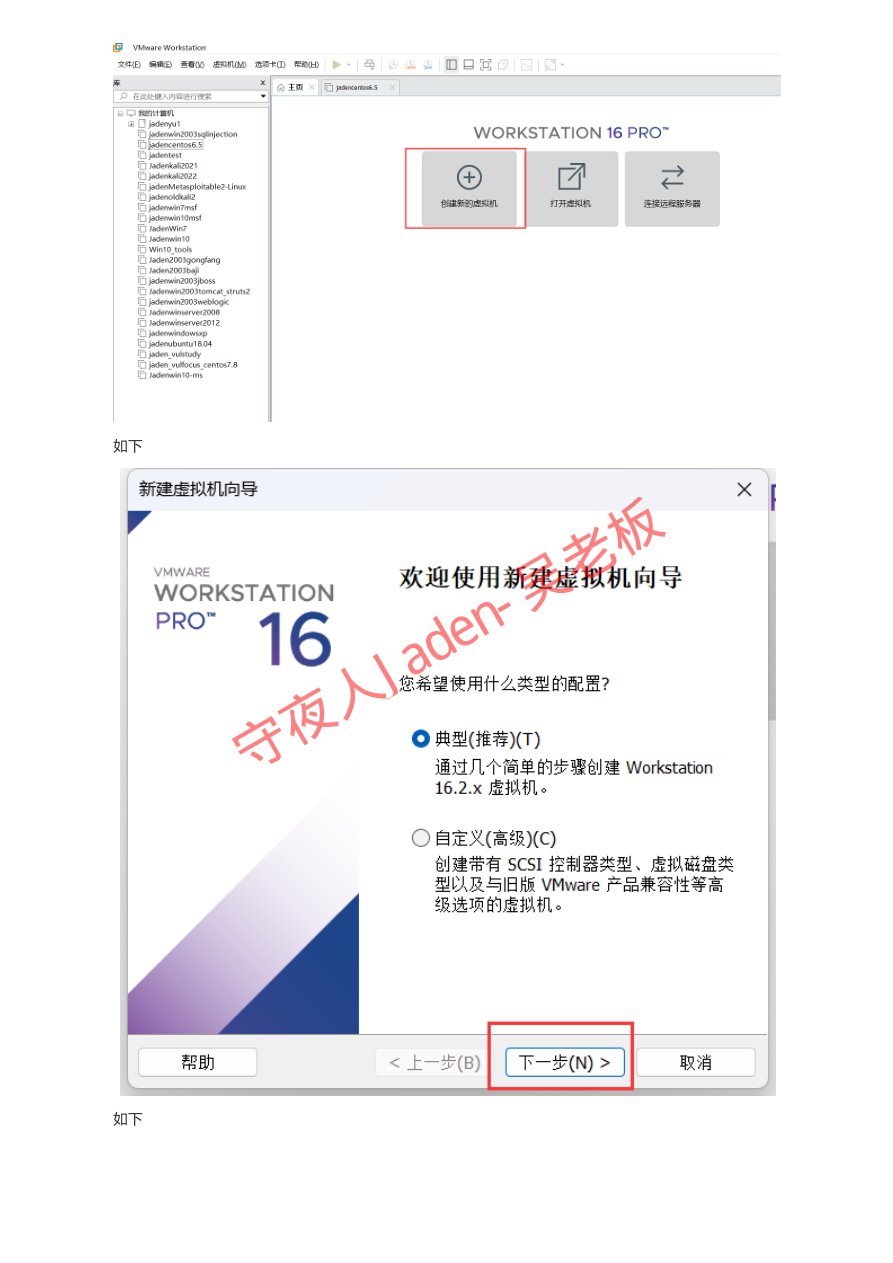 VMware Workstation
文件(F) 编辑(E) 查看(V) 虚拟机(M) 选项卡(T) 帮助(H)
库
主页
jadencentos6.5
在此处键入内容进行搜索
我的计算机
jadenyu1
jadenwin2003sqlinjection
jadencentos6.5
jadentest
Jadenkali2021
jadenkali2022
jadenMetasploitable2-Linux
jadenoldkali2
jadenwin7msf
jadenwin10msf
JadenWin7
Jadenwin10
Win10_tools
Jaden2003gongfang
Jaden2003baji
jadenwin2003jboss
Jadenwin2003tomcat_struts2
jadenwin2003weblogic
Jadenwinserver2008
Jadenwinserver2012
jadenwindowsxp
jadenubuntu18.04
jaden_vulstudy
jaden_vulfocus_centos7.8
Jadenwin10-ms
WORKSTATION 16 PRO™
创建新的虚拟机
打开虚拟机
连接远程服务器
如下
新建虚拟机向导
VMWARE
WORKSTATION
PRO™ 16
欢迎使用新建虚拟机向导
守夜人Jaden-吴老板
您希望使用什么类型的配置?
典型(推荐)(T)
通过几个简单的步骤创建 Workstation
16.2.x 虚拟机。
自定义(高级)(C)
创建带有 SCSI 控制器类型、虚拟磁盘类
型以及与旧版 VMware 产品兼容性等高
级选项的虚拟机。
帮助
< 上一步(B)
下一步(N) >
取消
如下